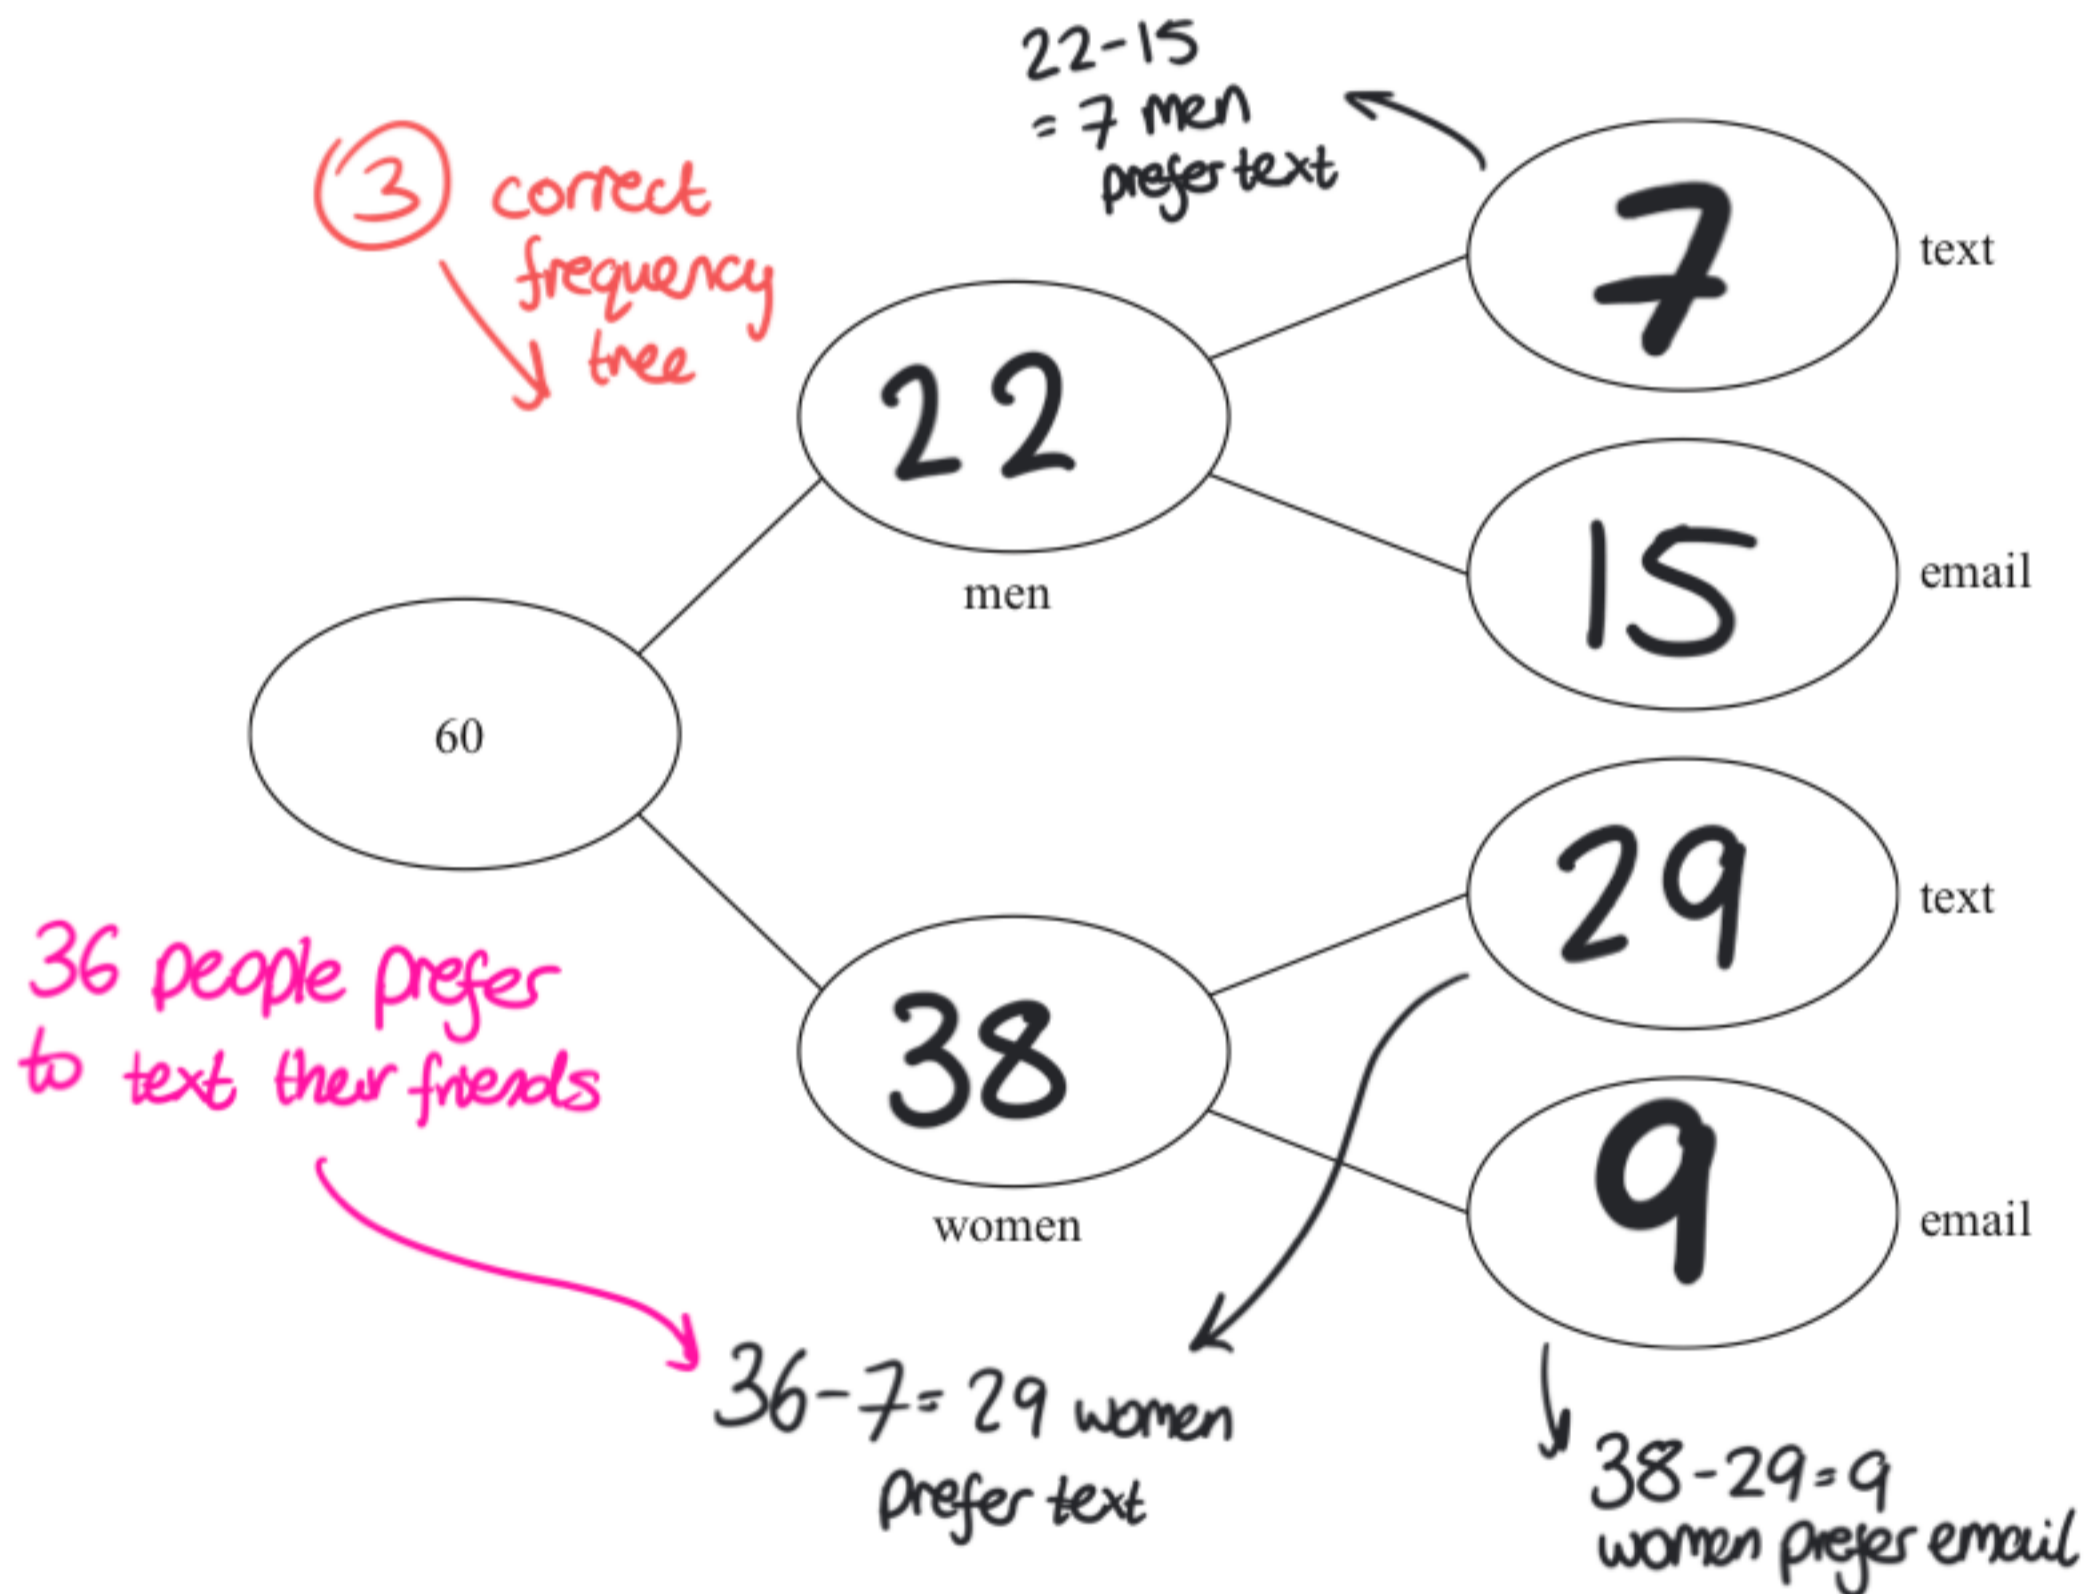 22-15
= 7 men
prefer text
3 correct
frequency
tree
7
text
22
men
15
email
60
29
text
38
women
9
email
36 people prefer
to text their friends
36-7= 29 women
prefer text
38-29=9
women prefer email